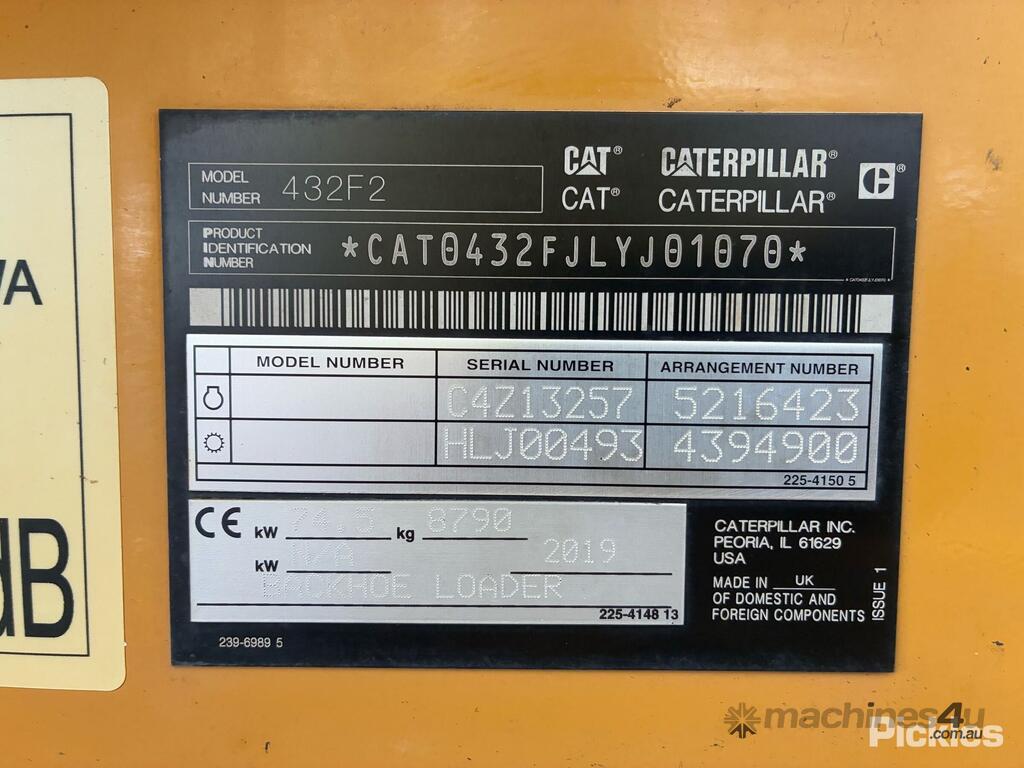 VA
dB
CAT® CATERPILLAR®
CAT® CATERPILLAR®
MODEL NUMBER 432F2
PRODUCT IDENTIFICATION NUMBER *CAT0432FJLYJ01070*
MODEL NUMBER SERIAL NUMBER ARRANGEMENT NUMBER
C4Z13257 5216423
HLJ00493 4394900
225-4150 5
CE kW 74.5 kg 8790
kW N/A 2019
BACKHOE LOADER
225-4148 13
239-6989 5
CATERPILLAR INC.
PEORIA, IL 61629
USA
MADE IN UK
OF DOMESTIC AND
FOREIGN COMPONENTS
ISSUE 1
machines4u
.com.au
Pickles